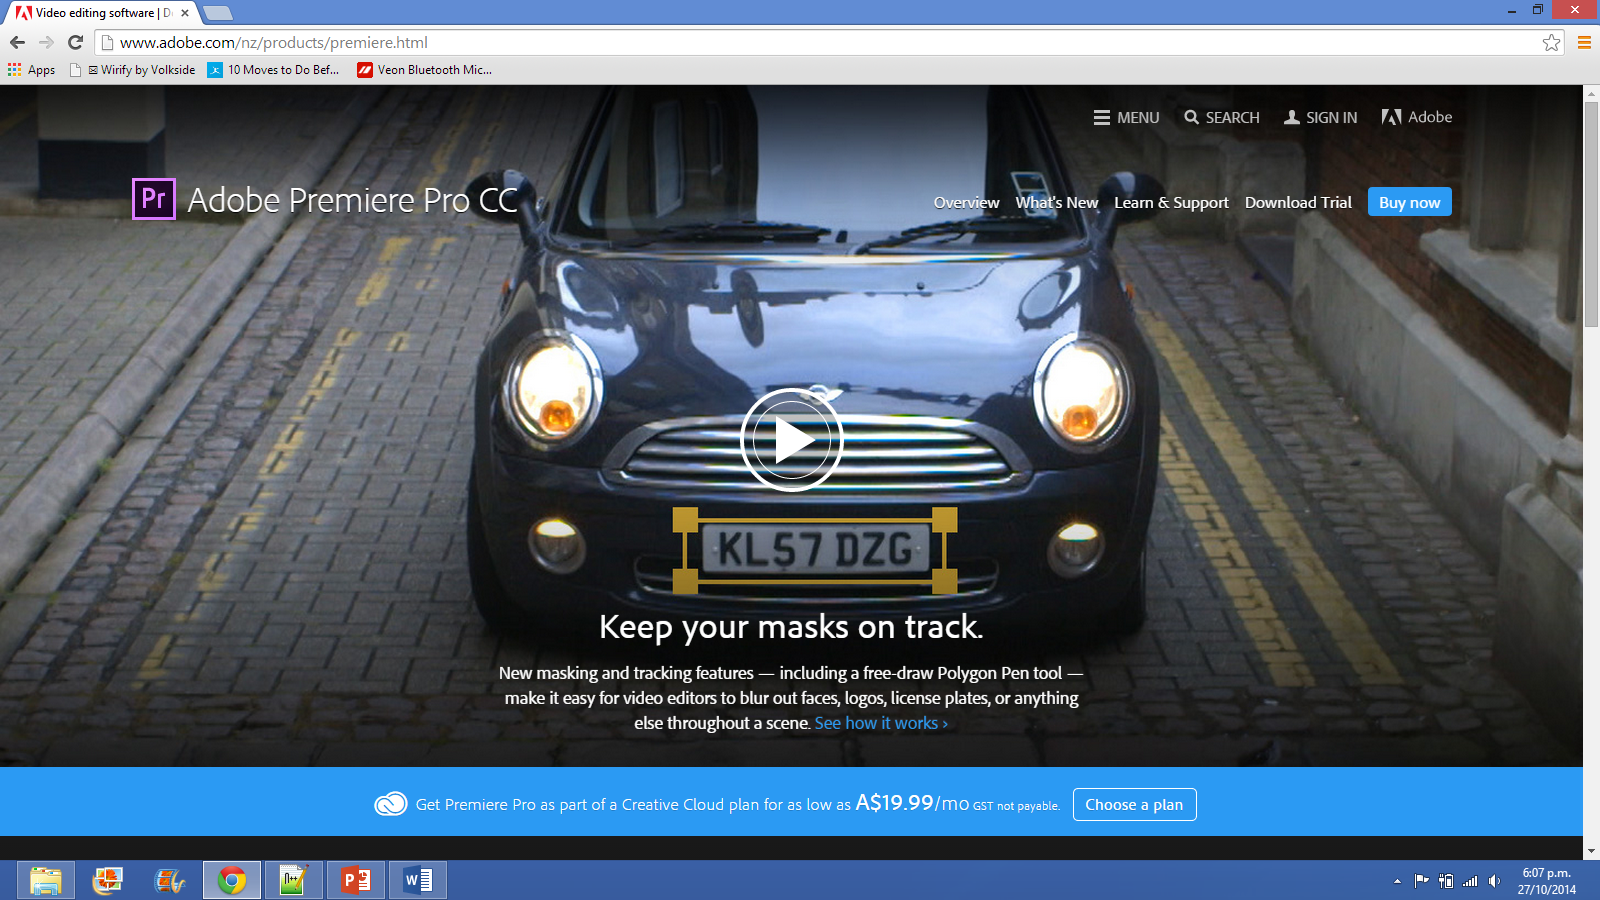 Video editing software | D
www.adobe.com/nz/products/premiere.html
Apps
Wirify by Volkside
10 Moves to Do Bef...
Veon Bluetooth Mic...
MENU
SEARCH
SIGN IN
Adobe
Pr
Adobe Premiere Pro CC
Overview
What's New
Learn & Support
Download Trial
Buy now
KL57 DZG
Keep your masks on track.
New masking and tracking features — including a free-draw Polygon Pen tool —
make it easy for video editors to blur out faces, logos, license plates, or anything
else throughout a scene. See how it works ›
Get Premiere Pro as part of a Creative Cloud plan for as low as A$19.99/mo GST not payable.
Choose a plan
6:07 p.m.
27/10/2014